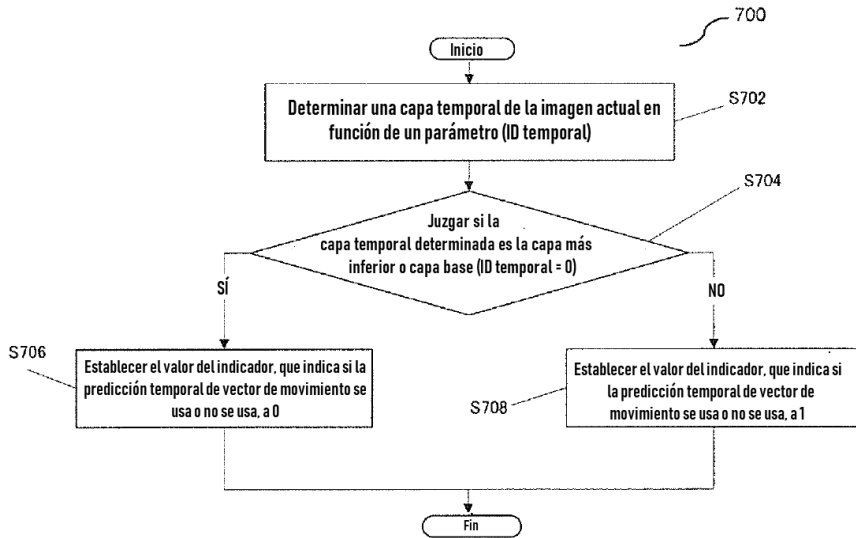 700
Inicio
Determinar una capa temporal de la imagen actual en
función de un parámetro (ID temporal)
S702
S704
Juzgar si la
capa temporal determinada es la capa más
inferior o capa base (ID temporal = 0)
SÍ
NO
S706
Establecer el valor del indicador, que indica si la
predicción temporal de vector de movimiento se
usa o no se usa, a 0
Establecer el valor del indicador, que indica si
la predicción temporal de vector de
movimiento se usa o no se usa, a 1
S708
Fin